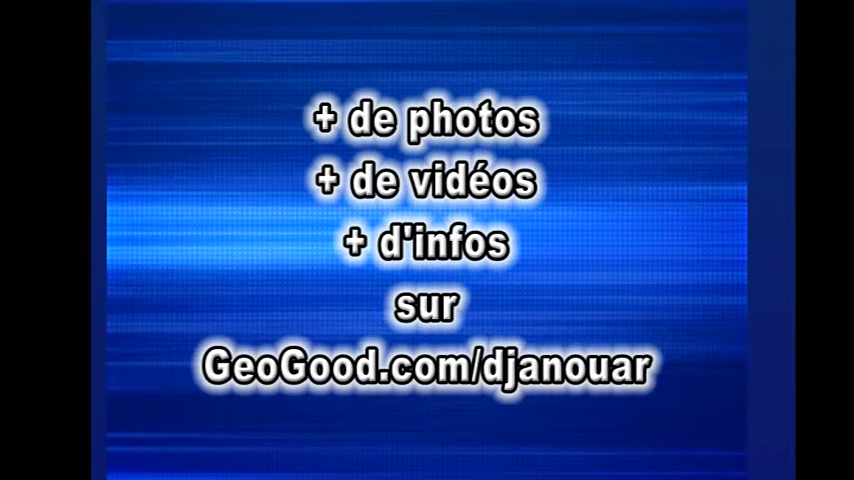 + de photos
+ de vidéos
+ d'infos
sur
GeoGood.com/djanouar